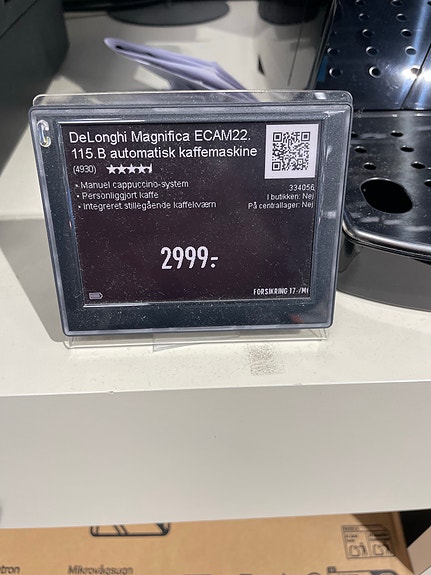 DeLonghi Magnifica ECAM22.
115.B automatisk kaffemaskine
(4930)
• Manuel cappuccino-system
• Personliggjort kaffe
• Integreret stillegående kaffekværn
334056
I butikken: Nej
På centrallager: Nej
2999:-
FORSIKRING 17-/M
Mikrovågsugn